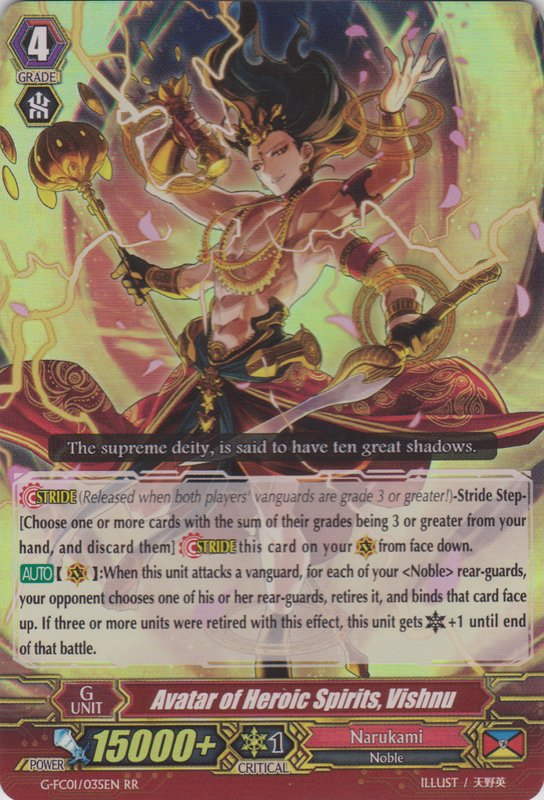 4
GRADE
The supreme deity, is said to have ten great shadows.
STRIDE (Released when both players' vanguards are grade 3 or greater!)-Stride Step-
[Choose one or more cards with the sum of their grades being 3 or greater from your
hand, and discard them] STRIDE this card on your from face down.
AUTO【 】:When this unit attacks a vanguard, for each of your <Noble> rear-guards,
your opponent chooses one of his or her rear-guards, retires it, and binds that card face
up. If three or more units were retired with this effect, this unit gets +1 until end
of that battle.
G
UNIT
Avatar of Heroic Spirits, Vishnu
POWER
15000+
1
CRITICAL
Narukami
Noble
G-FC01/035EN RR
ILLUST / 天野英